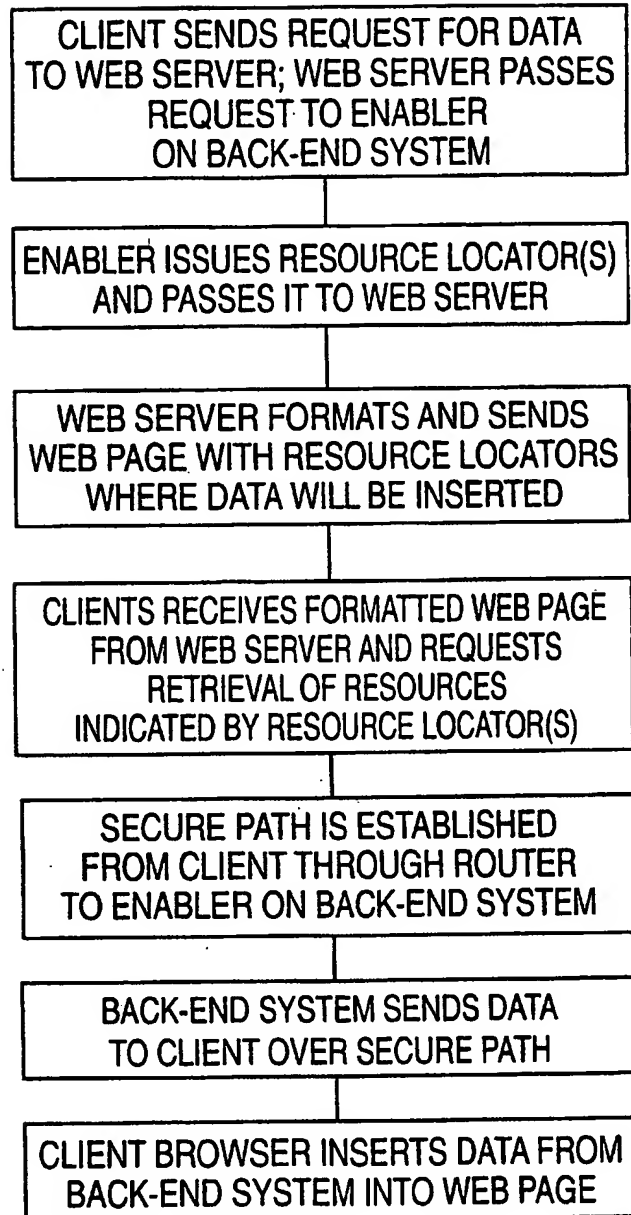 CLIENT SENDS REQUEST FOR DATA
TO WEB SERVER; WEB SERVER PASSES
REQUEST TO ENABLER
ON BACK-END SYSTEM
ENABLER ISSUES RESOURCE LOCATOR(S)
AND PASSES IT TO WEB SERVER
WEB SERVER FORMATS AND SENDS
WEB PAGE WITH RESOURCE LOCATORS
WHERE DATA WILL BE INSERTED
CLIENTS RECEIVES FORMATTED WEB PAGE
FROM WEB SERVER AND REQUESTS
RETRIEVAL OF RESOURCES
INDICATED BY RESOURCE LOCATOR(S)
SECURE PATH IS ESTABLISHED
FROM CLIENT THROUGH ROUTER
TO ENABLER ON BACK-END SYSTEM
BACK-END SYSTEM SENDS DATA
TO CLIENT OVER SECURE PATH
CLIENT BROWSER INSERTS DATA FROM
BACK-END SYSTEM INTO WEB PAGE